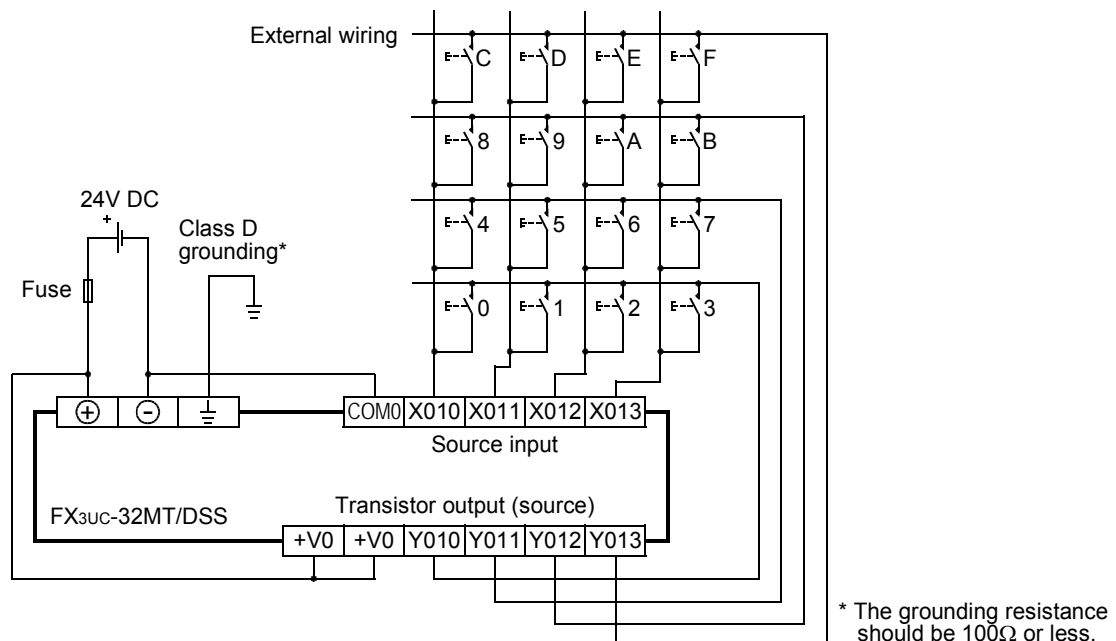 External wiring
C D E F
8 9 A B
24V DC
+
Class D
grounding*
4 5 6 7
Fuse
0 1 2 3
+ - COM0 X010 X011 X012 X013
Source input
FX3UC-32MT/DSS
Transistor output (source)
+V0 +V0 Y010 Y011 Y012 Y013
* The grounding resistance
should be 100Ω or less.